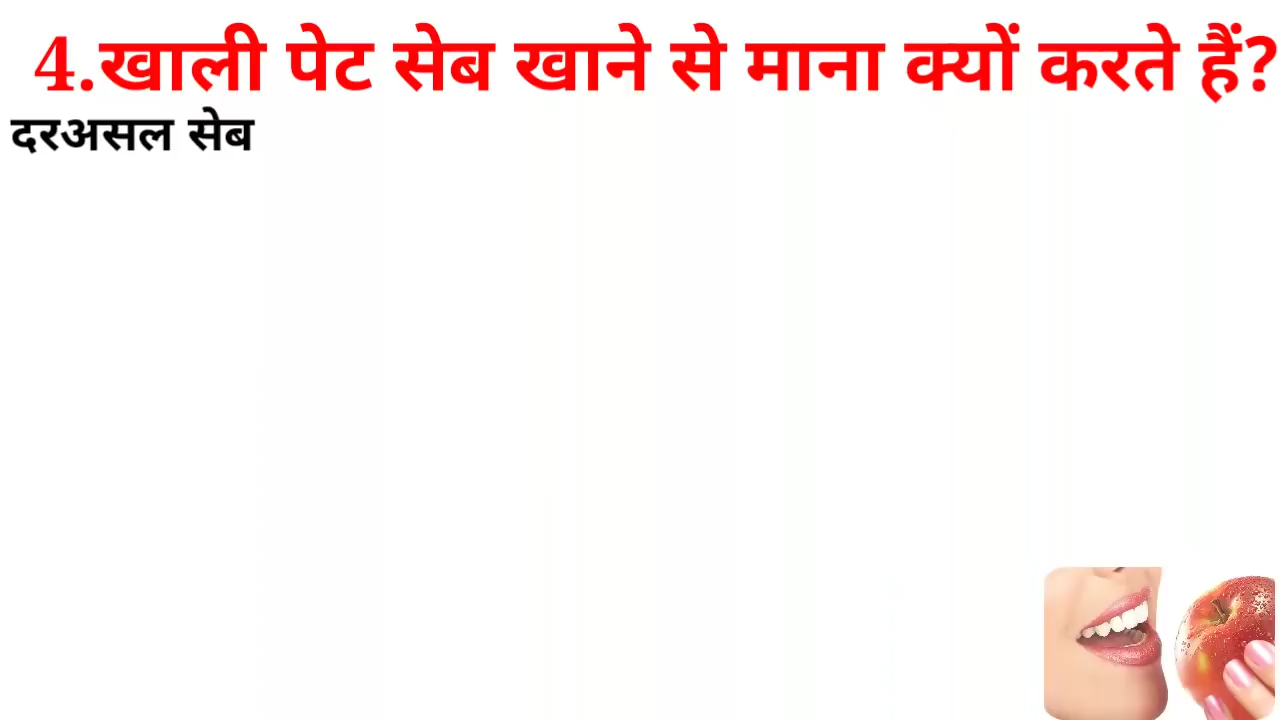 4.खाली पेट सेब खाने से माना क्यों करते हैं?
दरअसल सेब